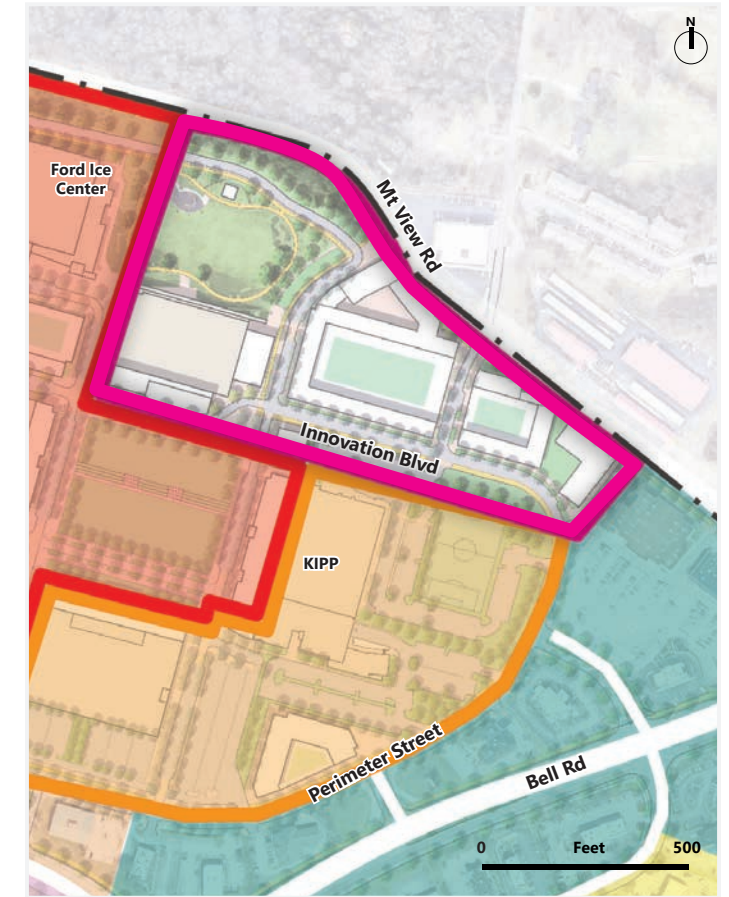 N
Ford Ice
Center
Mt View Rd
Innovation Blvd
KIPP
Perimeter Street
Bell Rd
0 Feet 500